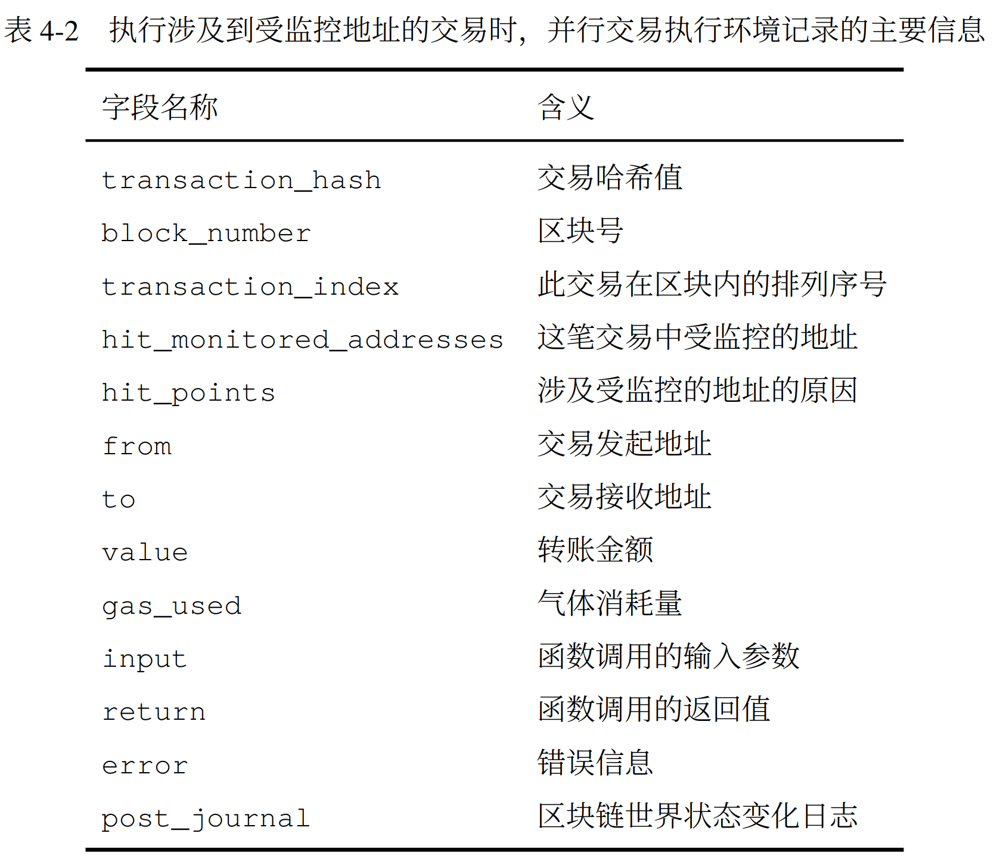 表 4-2 执行涉及到受监控地址的交易时，并行交易执行环境记录的主要信息
字段名称 含义
transaction_hash 交易哈希值
block_number 区块号
transaction_index 此交易在区块内的排列序号
hit_monitored_addresses 这笔交易中受监控的地址
hit_points 涉及受监控的地址的原因
from 交易发起地址
to 交易接收地址
value 转账金额
gas_used 气体消耗量
input 函数调用的输入参数
return 函数调用的返回值
error 错误信息
post_journal 区块链世界状态变化日志